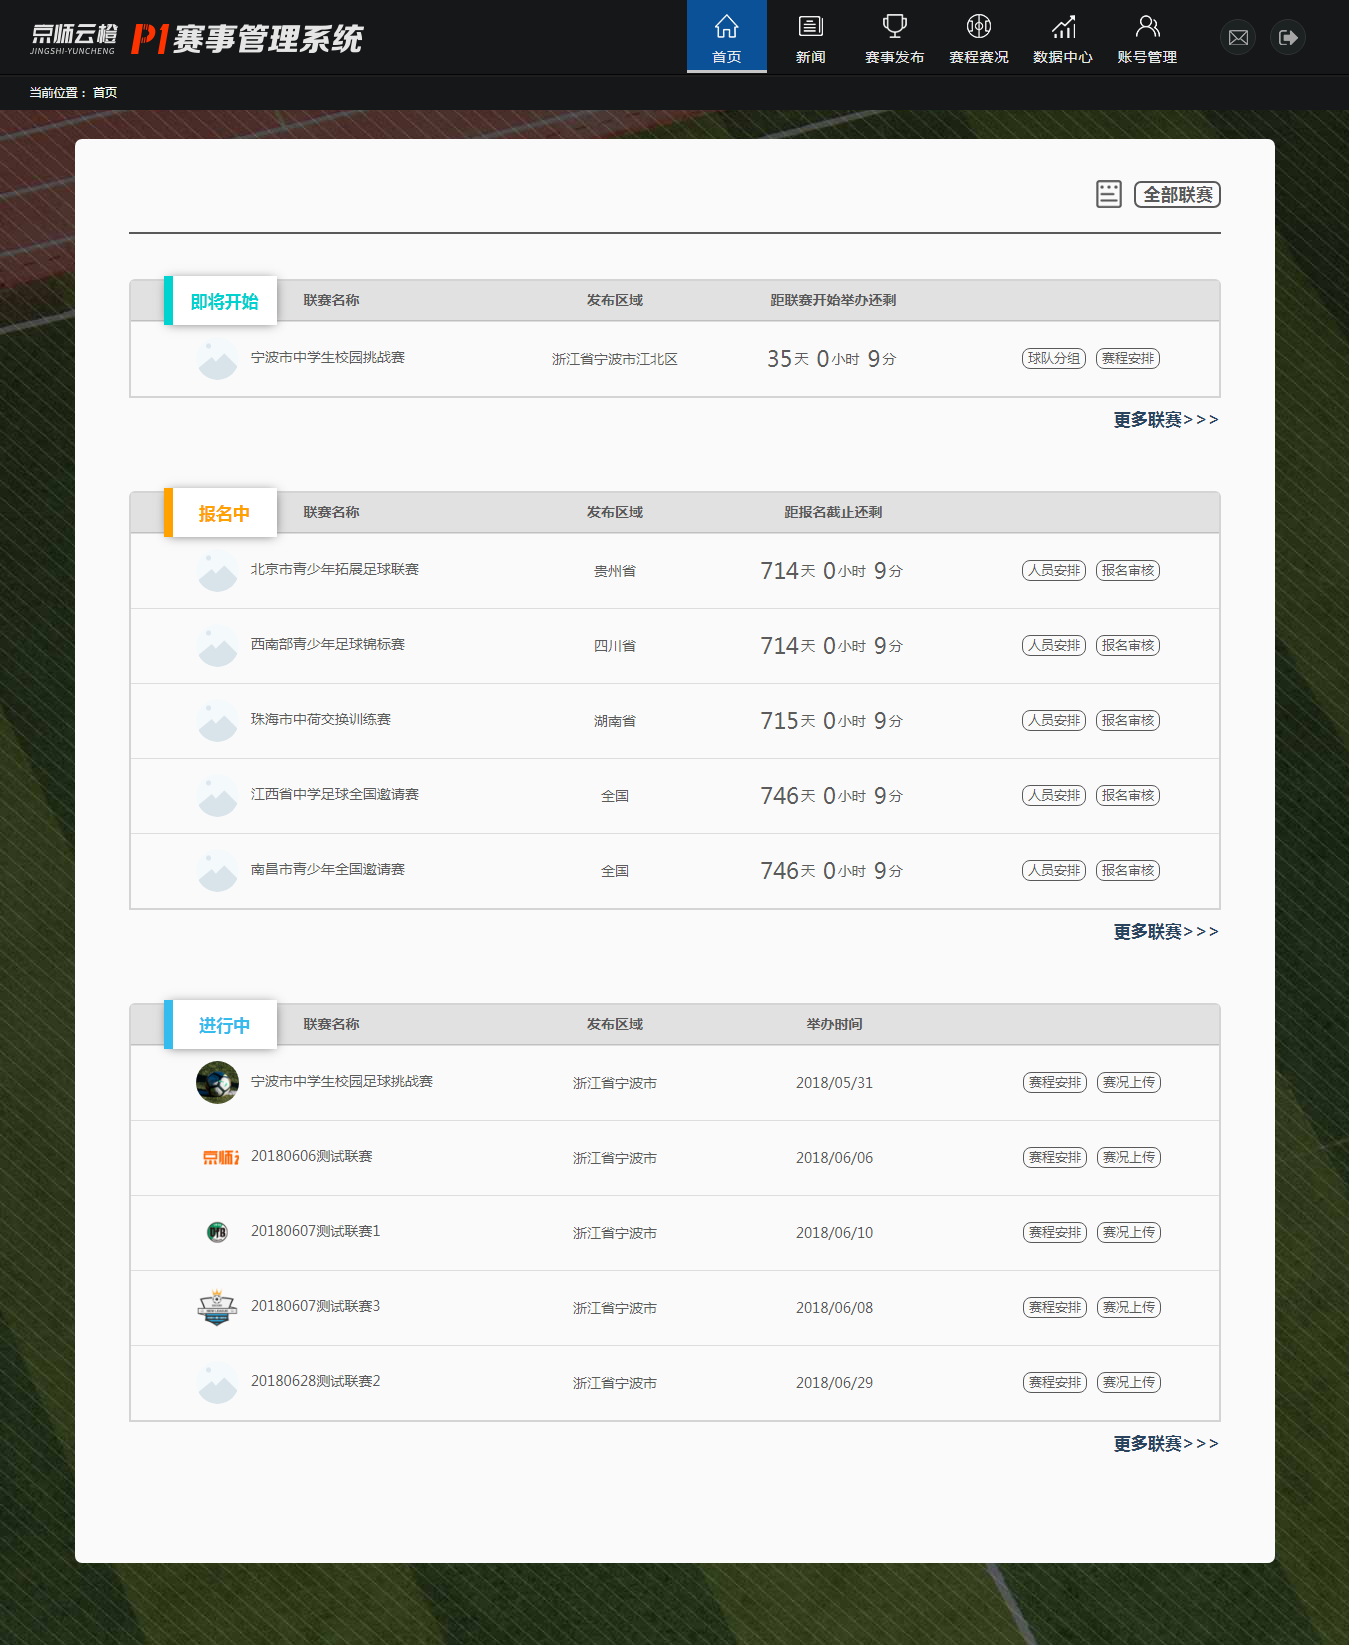 京师云橙 P1赛事管理系统
JINGSHI-YUNCHENG
首页 新闻 赛事发布 赛程赛况 数据中心 账号管理
当前位置： 首页
全部联赛
即将开始 联赛名称 发布区域 距联赛开始举办还剩
宁波市中学生校园挑战赛 浙江省宁波市江北区 35天 0小时 9分 球队分组 赛程安排
更多联赛>>>
报名中 联赛名称 发布区域 距报名截止还剩
北京市青少年拓展足球联赛 贵州省 714天 0小时 9分 人员安排 报名审核
西南部青少年足球锦标赛 四川省 714天 0小时 9分 人员安排 报名审核
珠海市中荷交换训练赛 湖南省 715天 0小时 9分 人员安排 报名审核
江西省中学足球全国邀请赛 全国 746天 0小时 9分 人员安排 报名审核
南昌市青少年全国邀请赛 全国 746天 0小时 9分 人员安排 报名审核
更多联赛>>>
进行中 联赛名称 发布区域 举办时间
宁波市中学生校园足球挑战赛 浙江省宁波市 2018/05/31 赛程安排 赛况上传
京师 20180606测试联赛 浙江省宁波市 2018/06/06 赛程安排 赛况上传
20180607测试联赛1 浙江省宁波市 2018/06/10 赛程安排 赛况上传
20180607测试联赛3 浙江省宁波市 2018/06/08 赛程安排 赛况上传
20180628测试联赛2 浙江省宁波市 2018/06/29 赛程安排 赛况上传
更多联赛>>>